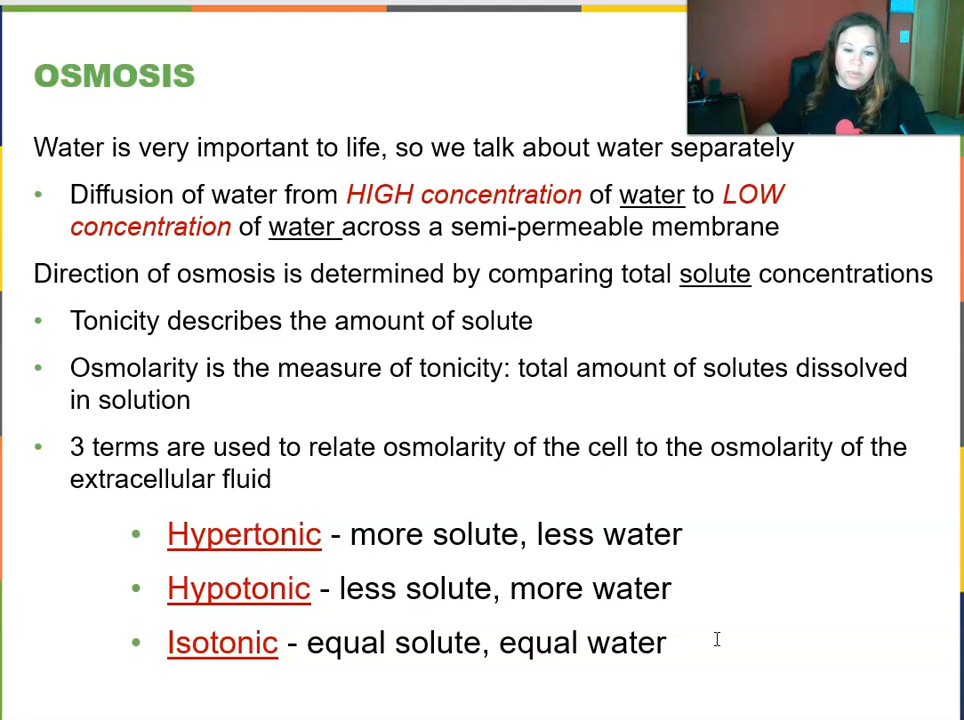 OSMOSIS
Water is very important to life, so we talk about water separately
• Diffusion of water from HIGH concentration of water to LOW
concentration of water across a semi-permeable membrane
Direction of osmosis is determined by comparing total solute concentrations
• Tonicity describes the amount of solute
• Osmolarity is the measure of tonicity: total amount of solutes dissolved
in solution
• 3 terms are used to relate osmolarity of the cell to the osmolarity of the
extracellular fluid
• Hypertonic - more solute, less water
• Hypotonic - less solute, more water
• Isotonic - equal solute, equal water